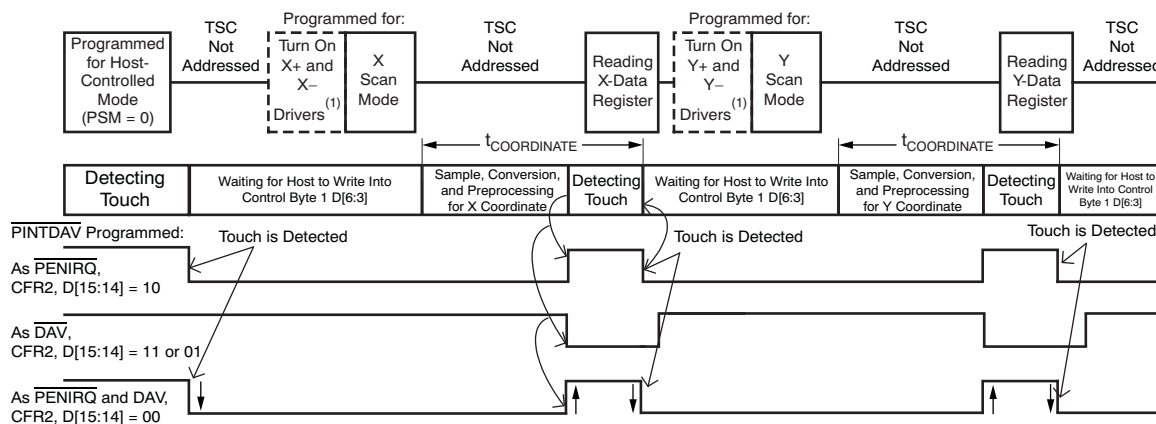 Programmed for:
Programmed for:
TSC
Not
Addressed
TSC
Not
Addressed
TSC
Not
Addressed
TSC
Not
Addressed
Programmed
for Host-
Controlled
Mode
(PSM = 0)
Turn On
X+ and
X–
(1)
Drivers
X
Scan
Mode
Reading
X-Data
Register
Turn On
Y+ and
Y–
(1)
Drivers
Y
Scan
Mode
Reading
Y-Data
Register
tCOORDINATE
tCOORDINATE
Detecting
Touch
Waiting for Host to Write Into
Control Byte 1 D[6:3]
Sample, Conversion,
and Preprocessing
for X Coordinate
Detecting
Touch
Waiting for Host to Write Into
Control Byte 1 D[6:3]
Sample, Conversion,
and Preprocessing
for Y Coordinate
Detecting
Touch
Waiting for Host to
Write Into Control
Byte 1 D[6:3]
PINTDAV Programmed:
Touch is Detected
Touch is Detected
Touch is Detected
As PENIRQ,
CFR2, D[15:14] = 10
As DAV,
CFR2, D[15:14] = 11 or 01
As PENIRQ and DAV,
CFR2, D[15:14] = 00